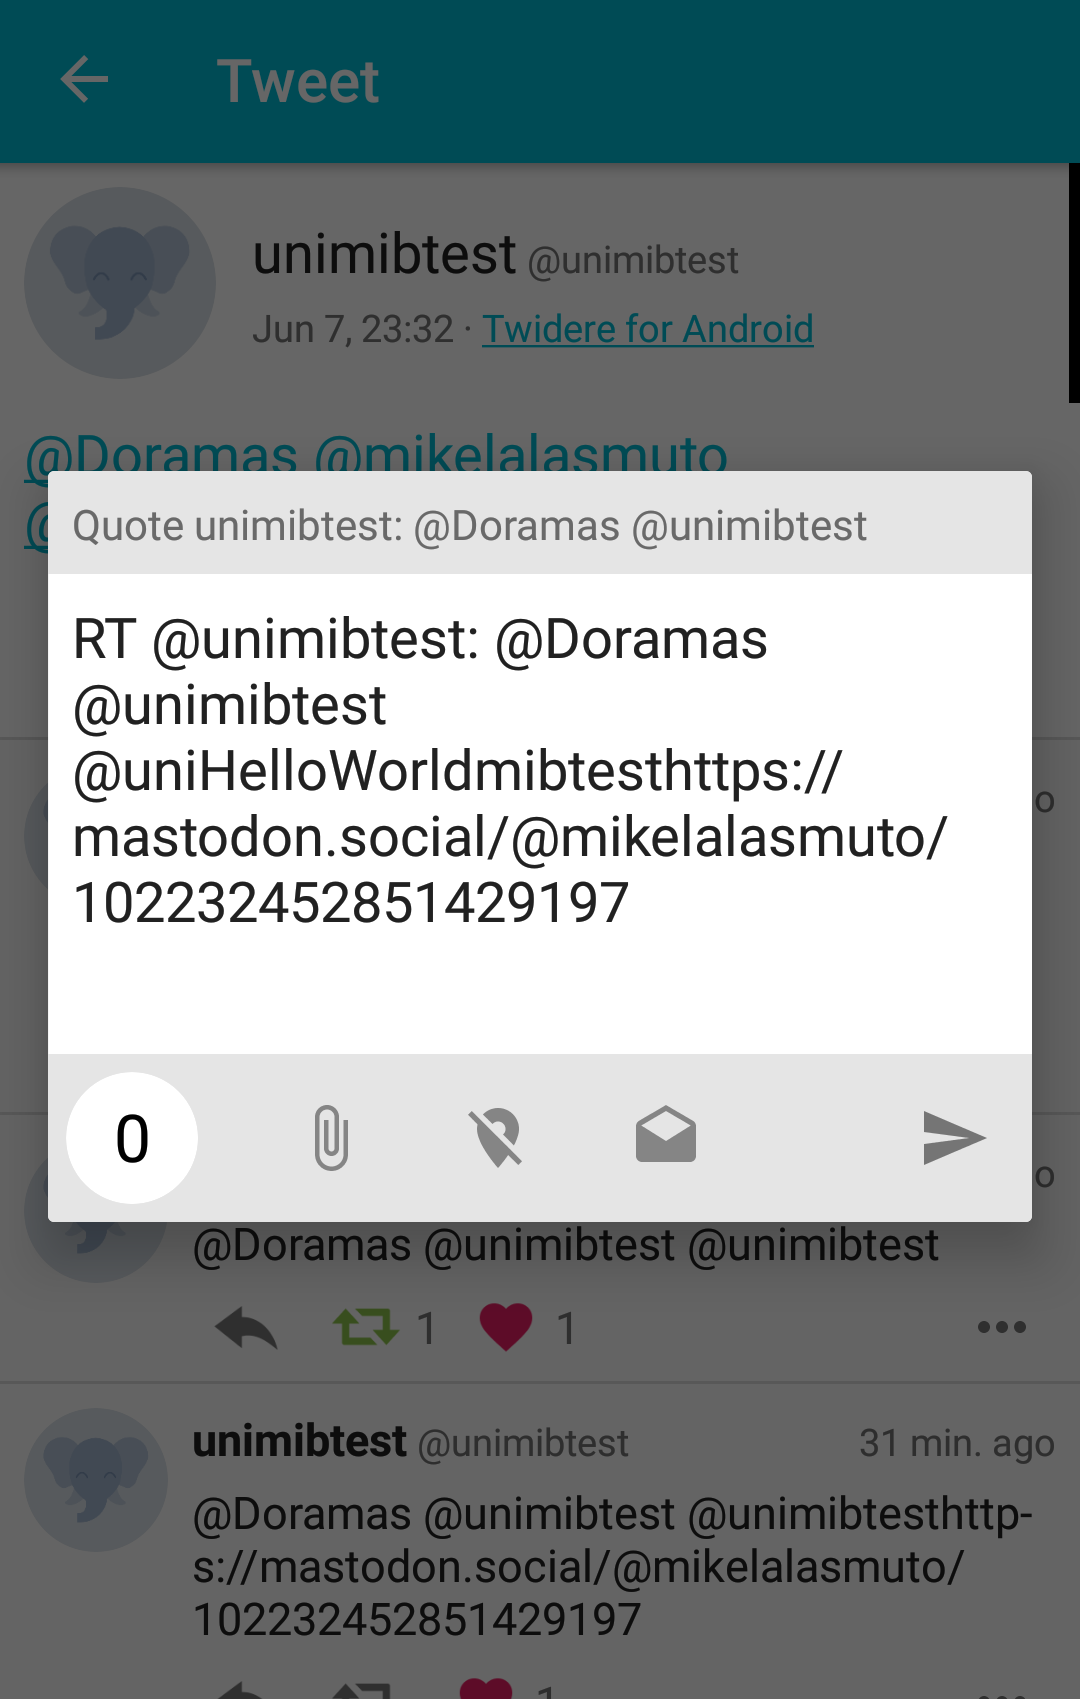 Tweet
unimibtest @unimibtest
Jun 7, 23:32 · Twidere for Android
@Doramas @mikelalasmuto
Quote unimibtest: @Doramas @unimibtest
RT @unimibtest: @Doramas
@unimibtest
@uniHelloWorldmibtesthttps://
mastodon.social/@mikelalasmuto/
102232452851429197
0
@Doramas @unimibtest @unimibtest
1 1
unimibtest @unimibtest 31 min. ago
@Doramas @unimibtest @unimibtesthttp-
s://mastodon.social/@mikelalasmuto/
102232452851429197
1